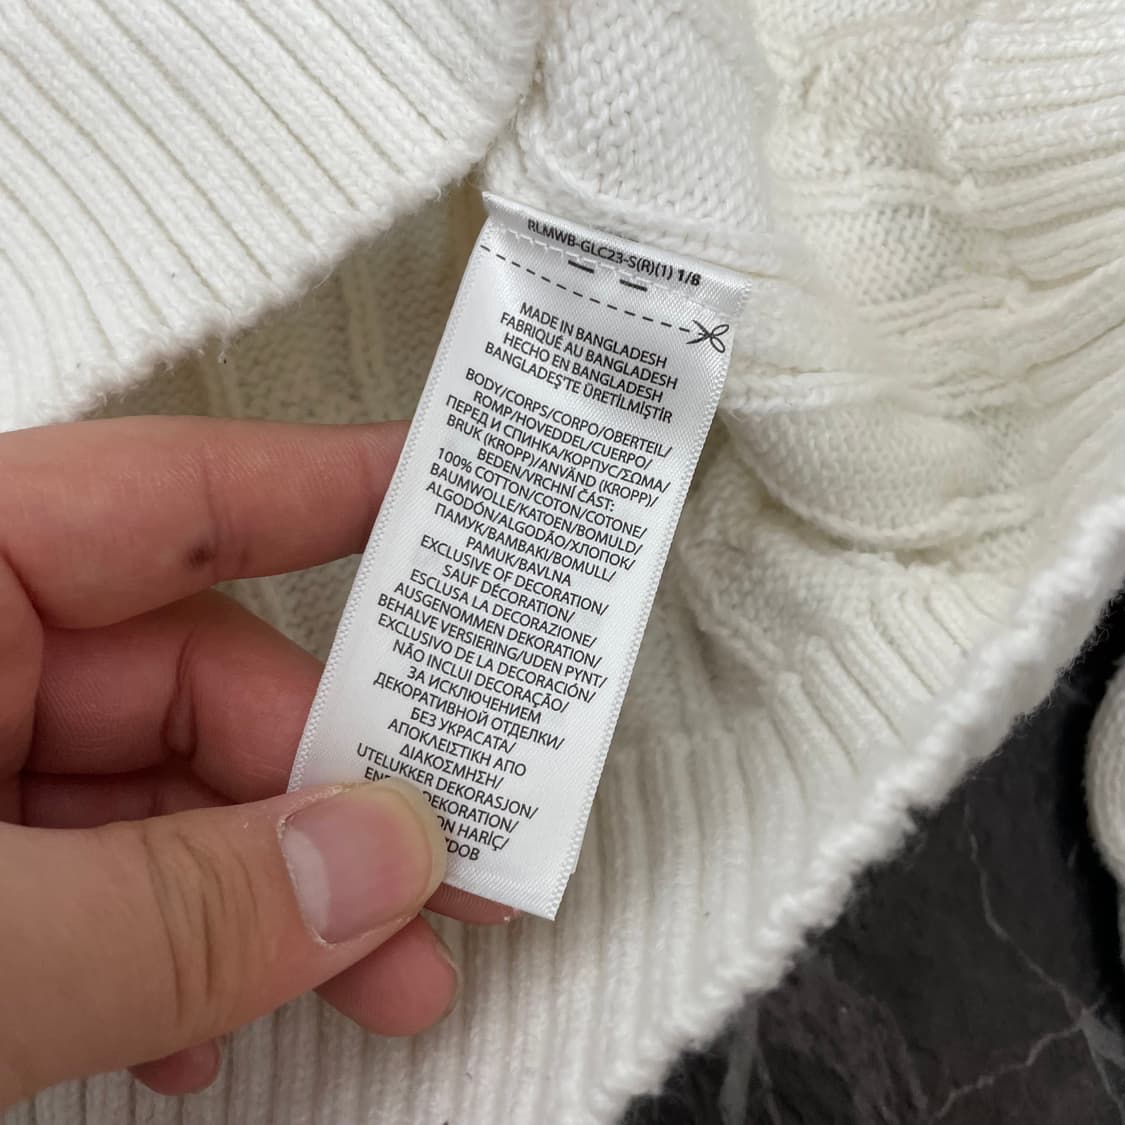 RLMWB-GLC23-S(R)(1) 1/6
MADE IN BANGLADESH
FABRIQUÉ AU BANGLADESH
HECHO EN BANGLADESH
BANGLADEŞ'TE ÜRETİLMİŞTİR
BODY/CORPS/CORPO/OBERTEIL/
ROMP/HOVEDDEL/CUERPO/
ПЕРЕД И СПИНКА/КОРПУС/ΣΩΜΑ/
BRUK (KROPP)/ANVÄND (KROPP)/
BEDEN/VRCHNÍ ČÁST:
100% COTTON/COTON/COTONE/
BAUMWOLLE/KATOEN/BOMULD/
ALGODÓN/ALGODÃO/ХЛОПОК/
ПАМУК/ΒΑΜΒΑΚΙ/BOMULL/
PAMUK/BAVLNA
EXCLUSIVE OF DECORATION/
SAUF DÉCORATION/
ESCLUSA LA DECORAZIONE/
AUSGENOMMEN DEKORATION/
BEHALVE VERSIERING/UDEN PYNT/
EXCLUSIVO DE LA DECORACIÓN/
NÃO INCLUI DECORAÇÃO/
ЗА ИСКЛЮЧЕНИЕМ
ДЕКОРАТИВНОЙ ОТДЕЛКИ/
БЕЗ УКРАСАТА/
ΑΠΟΚΛΕΙΣΤΙΚΗ ΑΠΟ
ΔΙΑΚΟΣΜΗΣΗ/
UTELUKKER DEKORASJON/
DEKORATION/
HARİÇ/